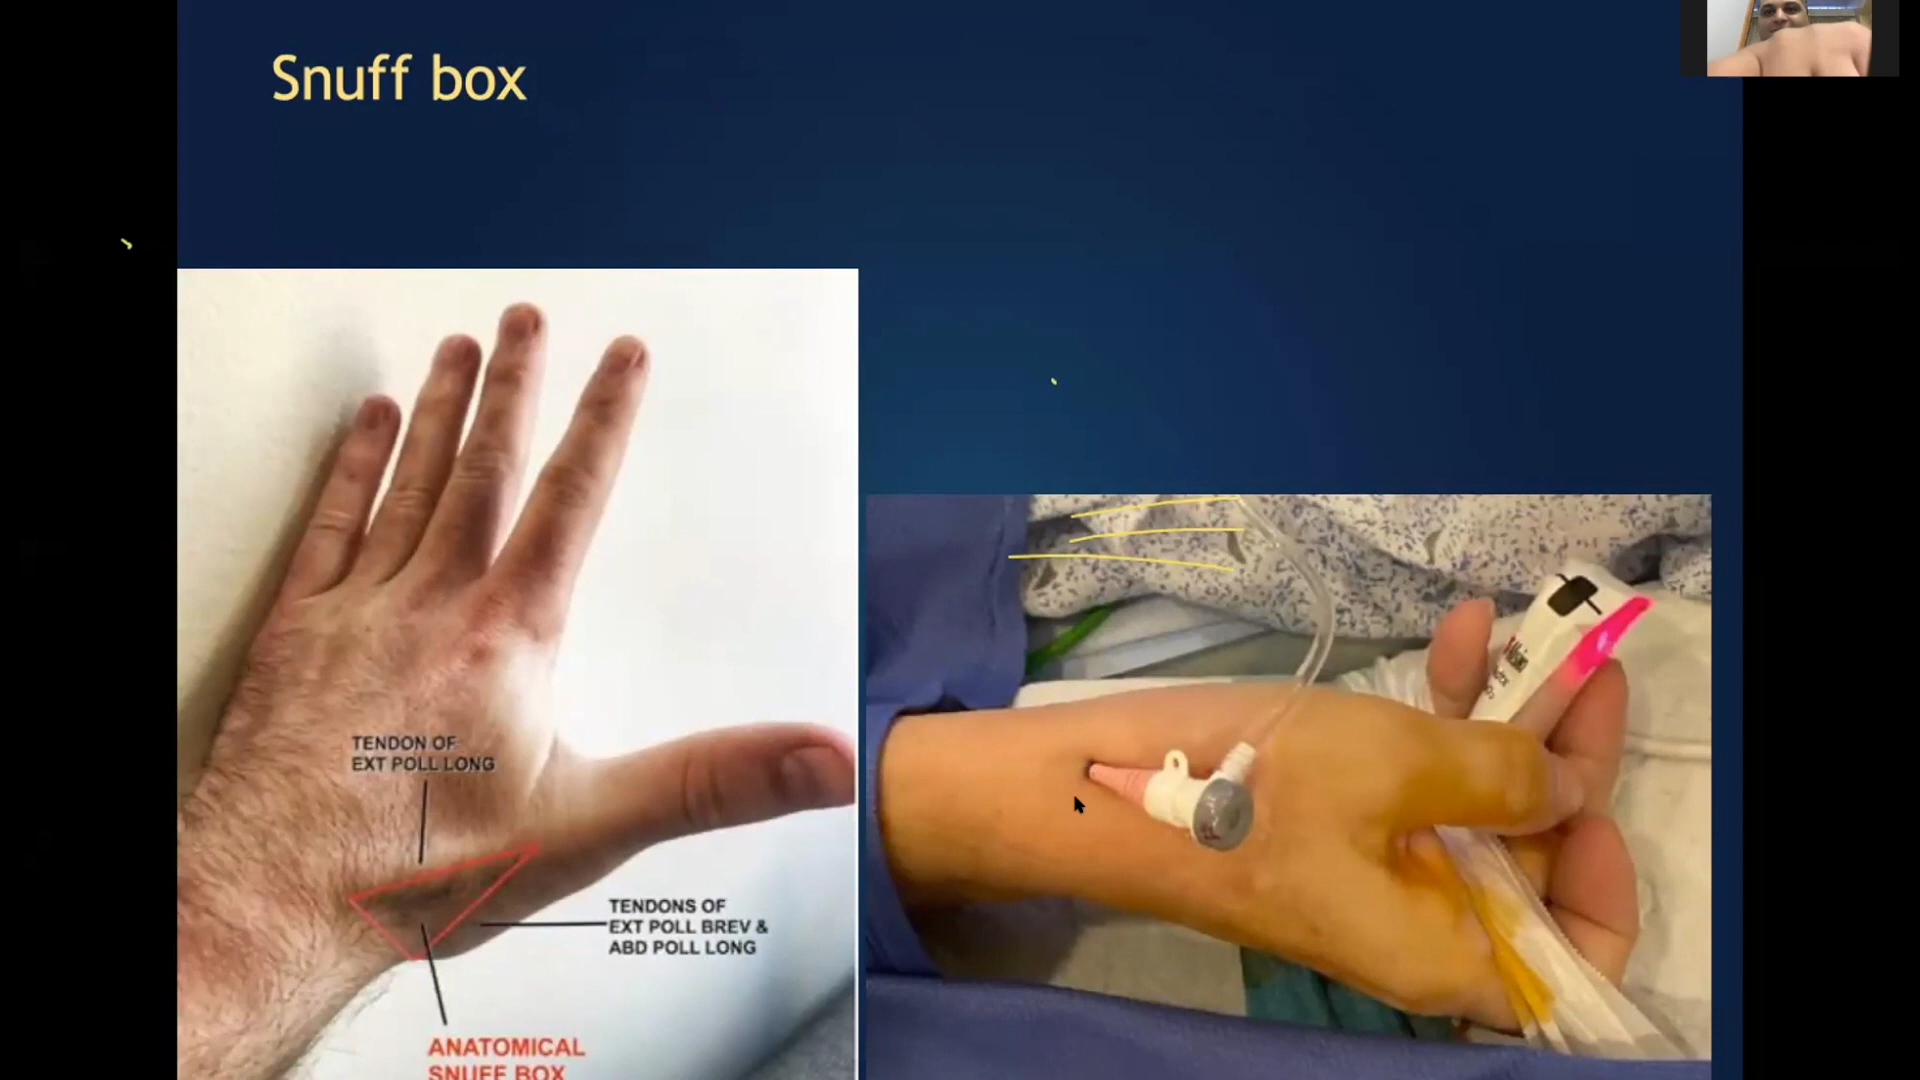 Snuff box
TENDON OF
EXT POLL LONG
TENDONS OF
EXT POLL BREV &
ABD POLL LONG
ANATOMICAL
SNUFF BOX